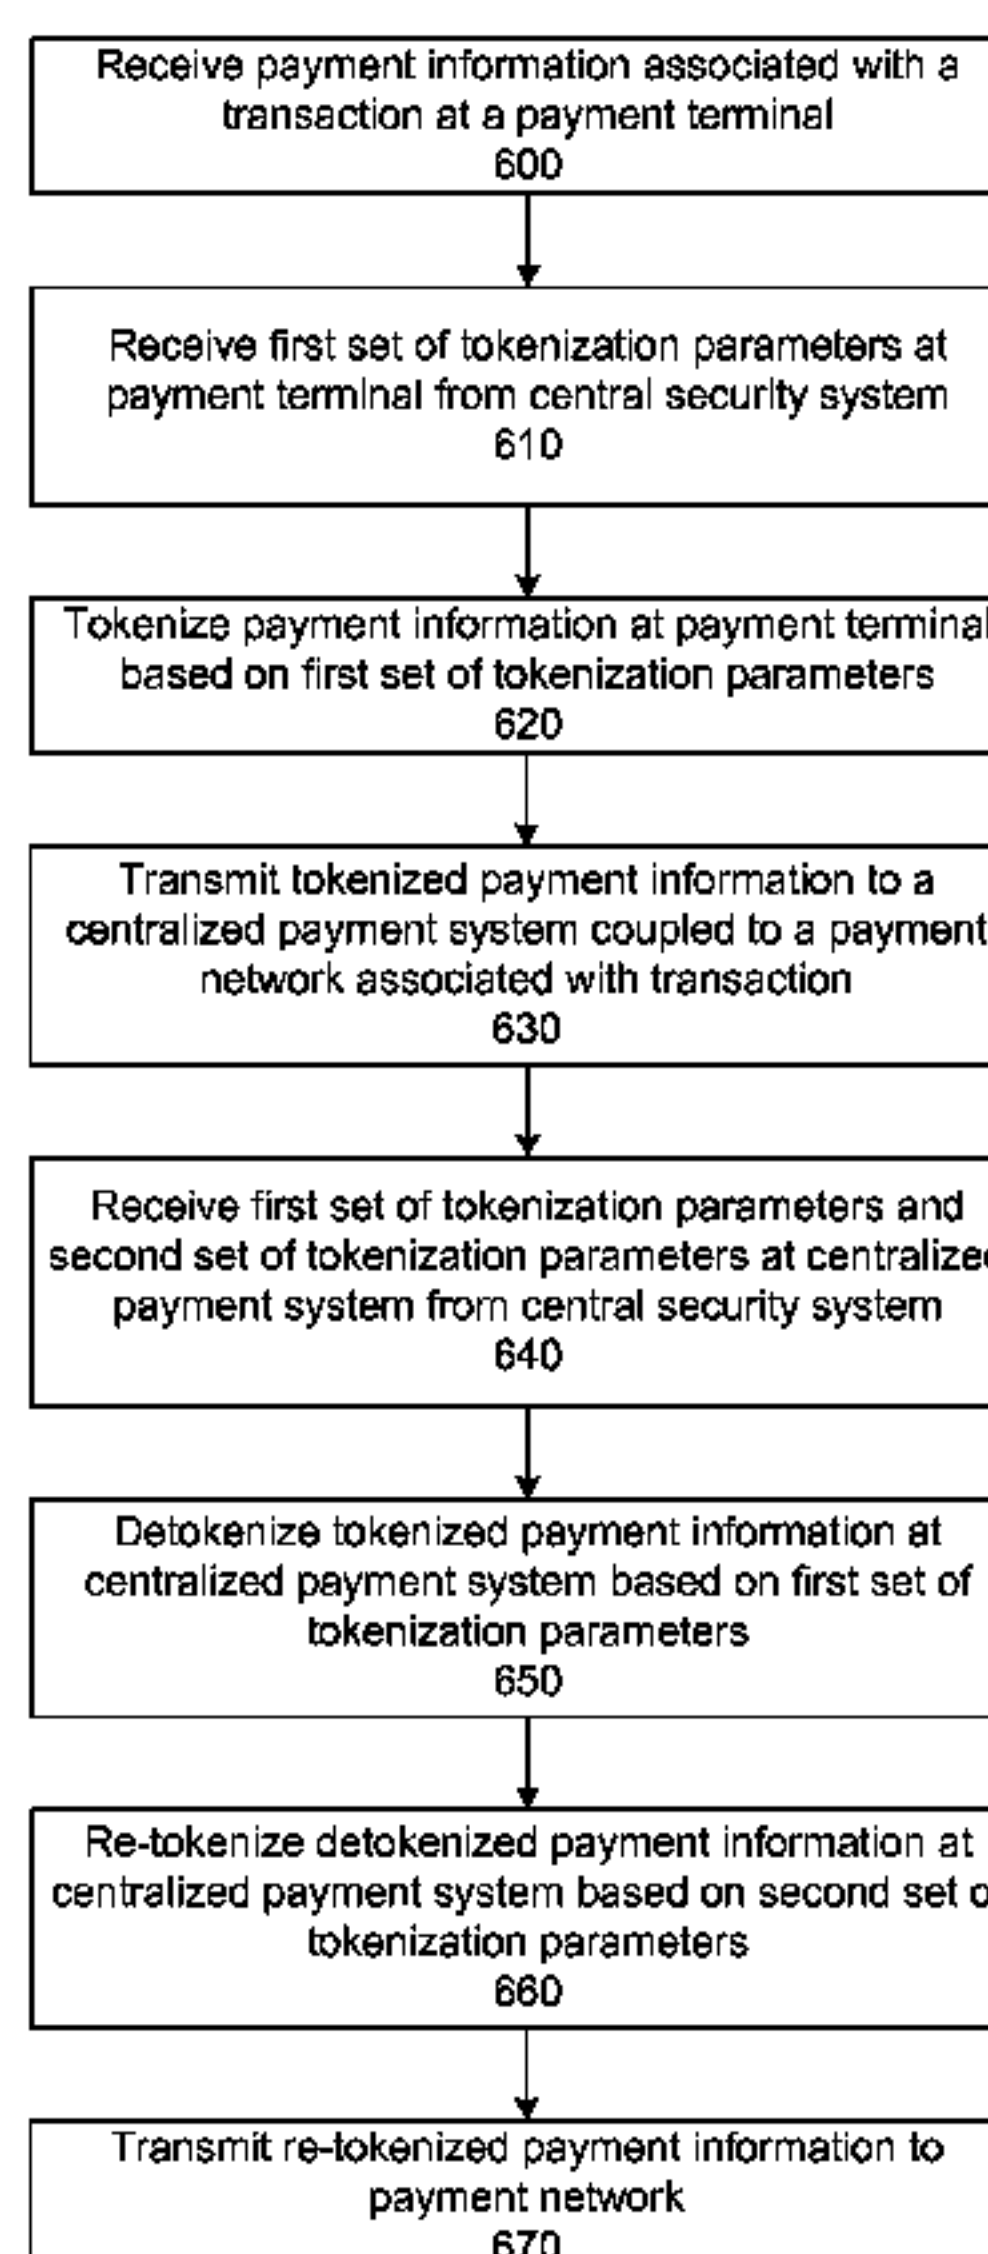 Receive payment information associated with a
transaction at a payment terminal
600
Receive first set of tokenization parameters at
payment terminal from central security system
610
Tokenize payment information at payment terminal
based on first set of tokenization parameters
620
Transmit tokenized payment information to a
centralized payment system coupled to a payment
network associated with transaction
630
Receive first set of tokenization parameters and
second set of tokenization parameters at centralized
payment system from central security system
640
Detokenize tokenized payment information at
centralized payment system based on first set of
tokenization parameters
650
Re-tokenize detokenized payment information at
centralized payment system based on second set of
tokenization parameters
660
Transmit re-tokenized payment information to
payment network
670